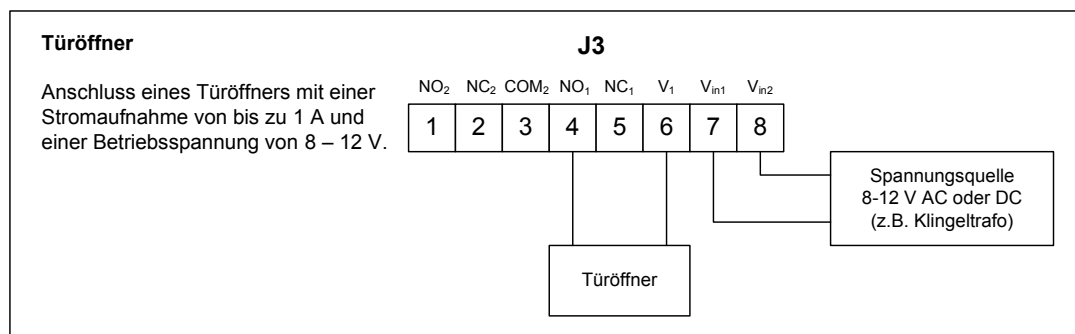 Türöffner
Anschluss eines Türöffners mit einer
Stromaufnahme von bis zu 1 A und
einer Betriebsspannung von 8 – 12 V.
J3
NO₂ NC₂ COM₂ NO₁ NC₁ V₁ Vin1 Vin2
1 2 3 4 5 6 7 8
Spannungsquelle
8-12 V AC oder DC
(z.B. Klingeltrafo)
Türöffner